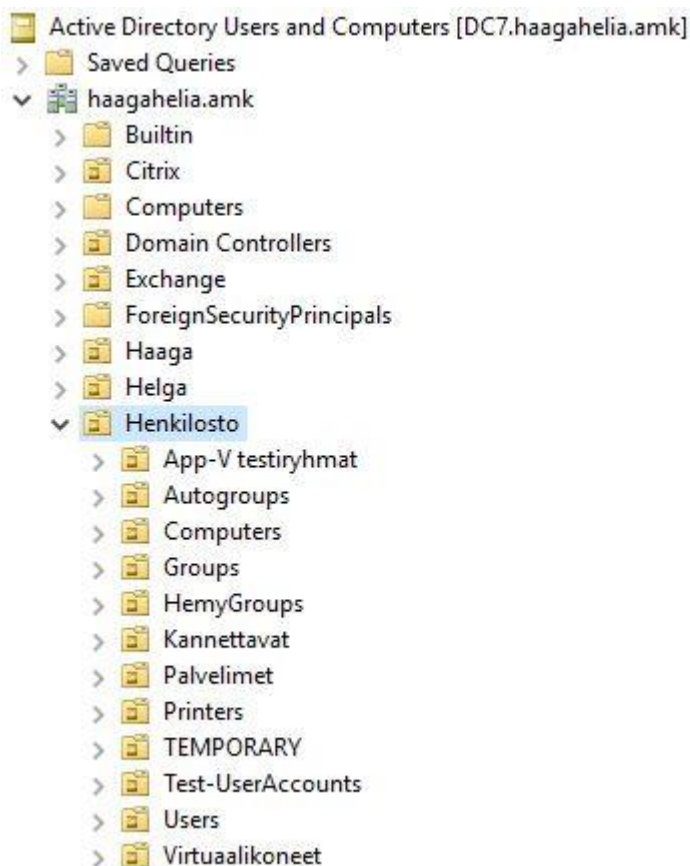 Active Directory Users and Computers [DC7.haagahelia.amk]
Saved Queries
haagahelia.amk
Builtin
Citrix
Computers
Domain Controllers
Exchange
ForeignSecurityPrincipals
Haaga
Helga
Henkilosto
App-V testiryhmat
Autogroups
Computers
Groups
HemyGroups
Kannettavat
Palvelimet
Printers
TEMPORARY
Test-UserAccounts
Users
Virtuaalikoneet